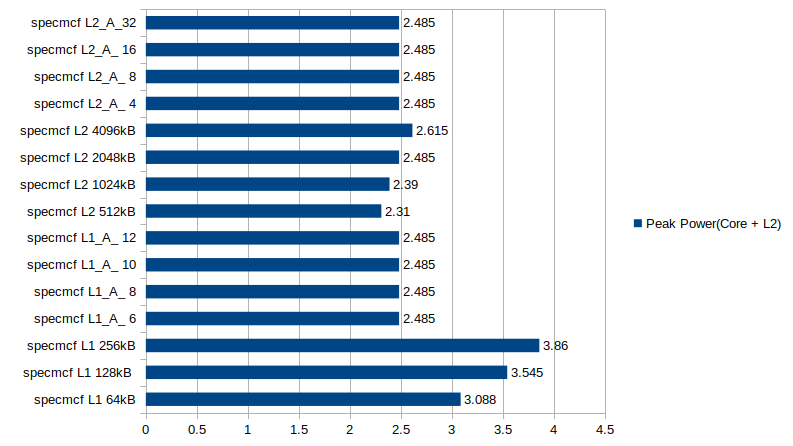 specmcf L2_A_32 2.485
specmcf L2_A_ 16 2.485
specmcf L2_A_ 8 2.485
specmcf L2_A_ 4 2.485
specmcf L2 4096kB 2.615
specmcf L2 2048kB 2.485
specmcf L2 1024kB 2.39
specmcf L2 512kB 2.31
specmcf L1_A_ 12 2.485
specmcf L1_A_ 10 2.485
specmcf L1_A_ 8 2.485
specmcf L1_A_ 6 2.485
specmcf L1 256kB 3.86
specmcf L1 128kB 3.545
specmcf L1 64kB 3.088
0 0.5 1 1.5 2 2.5 3 3.5 4 4.5
Peak Power(Core + L2)